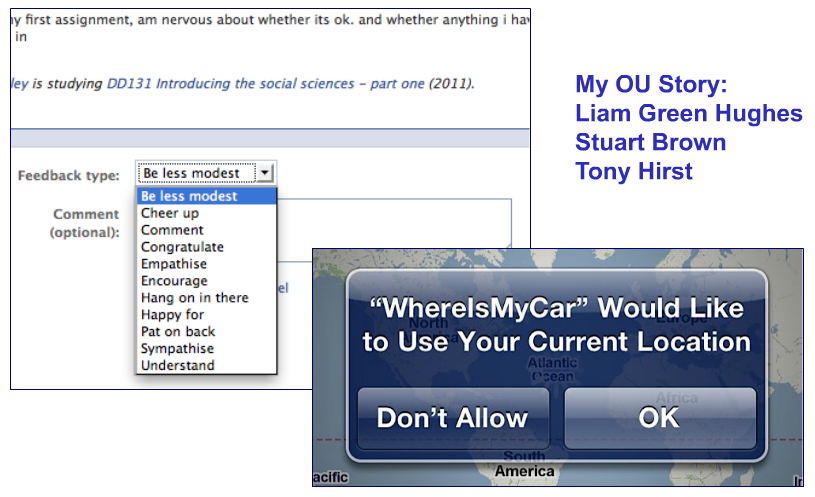 y first assignment, am nervous about whether its ok. and whether anything i hav
in
ley is studying DD131 Introducing the social sciences - part one (2011).
Feedback type:
Be less modest
Be less modest
Cheer up
Comment
Congratulate
Empathise
Encourage
Hang on in there
Happy for
Pat on back
Sympathise
Understand
Comment
(optional):
el
My OU Story:
Liam Green Hughes
Stuart Brown
Tony Hirst
“WhereIsMyCar” Would Like
to Use Your Current Location
Don’t Allow
OK
North
America
Europe
Atlantic
Ocean
Africa
South
America
acific